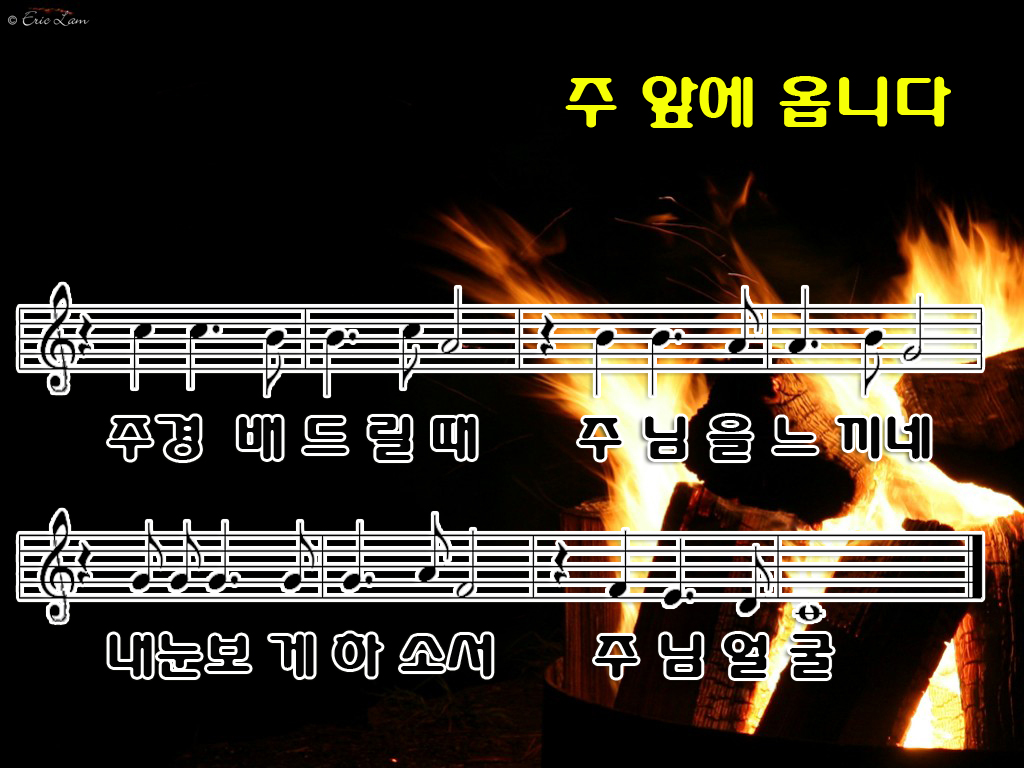 © Eric Lam
주 앞에 옵니다
주경 배 드 릴 때 주 님 을 느 끼네
내눈보 게 하 소서 주 님 얼 굴